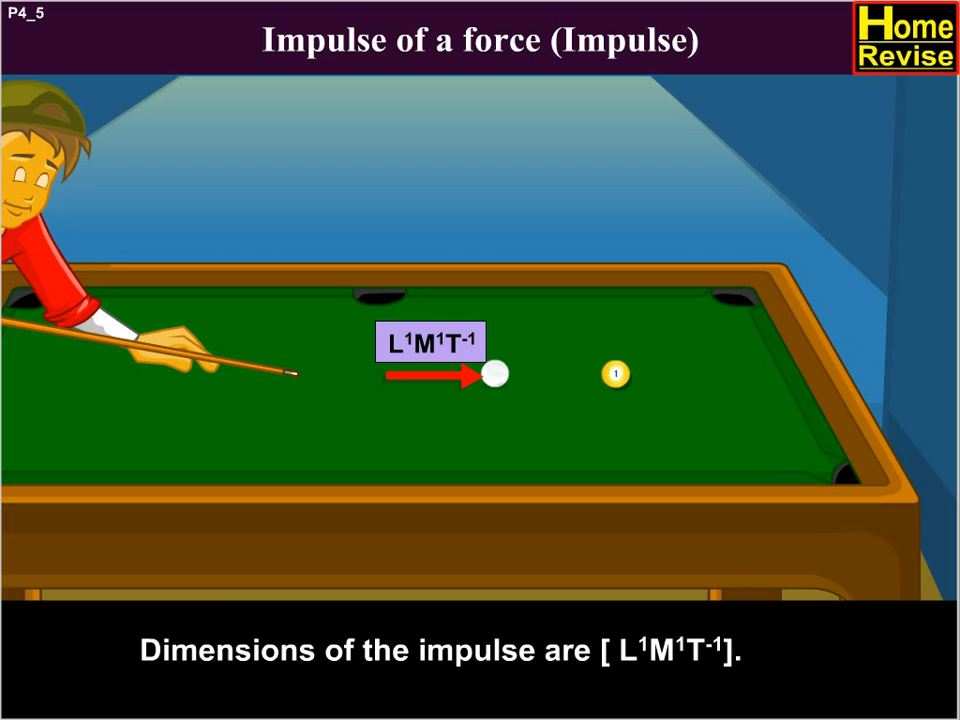 P4_5
Impulse of a force (Impulse)
Home
Revise
L¹M¹T⁻¹
1
Dimensions of the impulse are [ L¹M¹T⁻¹].